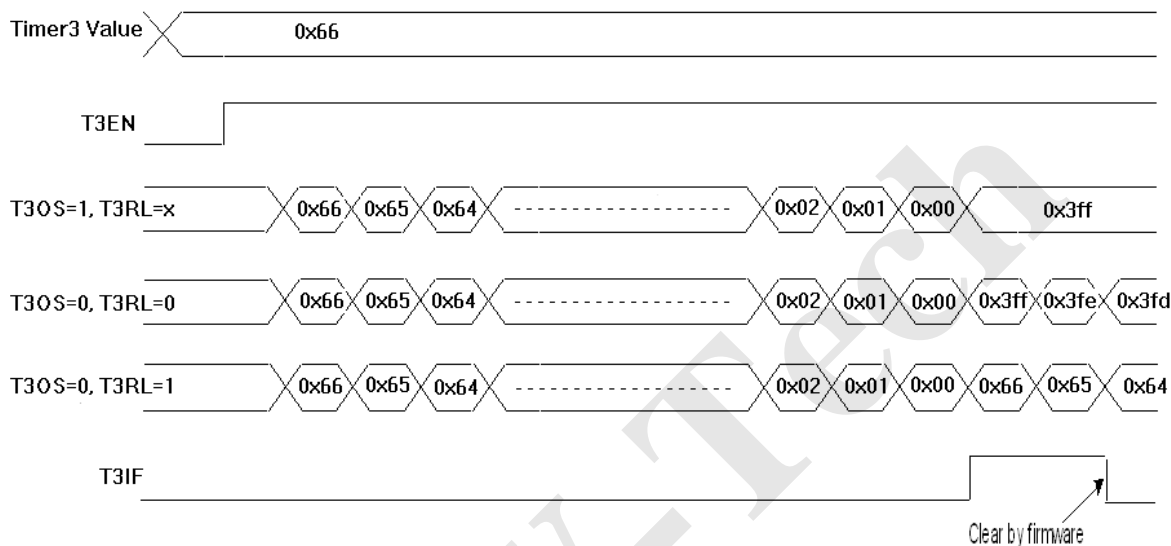 Timer3 Value 0x66
T3EN
T3OS=1, T3RL=x 0x66 0x65 0x64 0x02 0x01 0x00 0x3ff
T3OS=0, T3RL=0 0x66 0x65 0x64 0x02 0x01 0x00 0x3ff 0x3fe 0x3fd
T3OS=0, T3RL=1 0x66 0x65 0x64 0x02 0x01 0x00 0x66 0x65 0x64
T3IF
Clear by firmware
-Tech